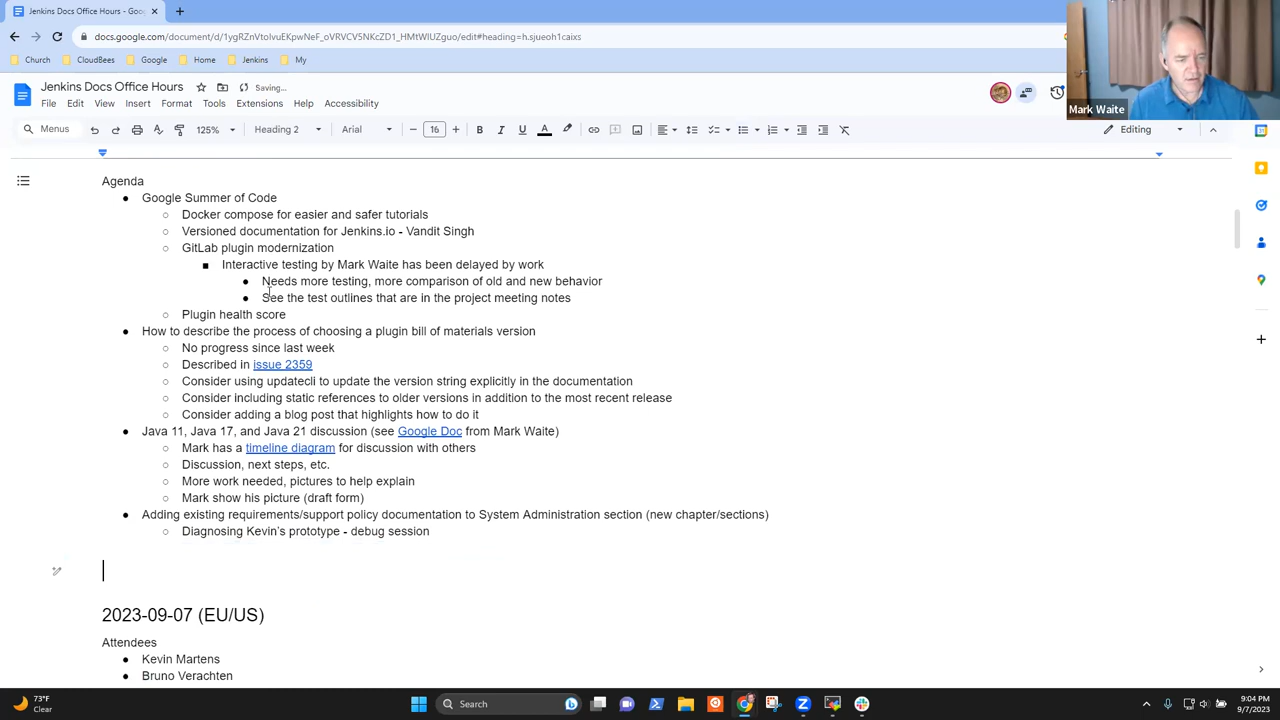 Jenkins Docs Office Hours - Goo
docs.google.com/document/d/1ygRZnVtoIvuEKpwNeF_oVRVCV5NKcZD1_HMtWIUZguo/edit#heading=h.sjueoh1caixs
Church
CloudBees
Google
Home
Jenkins
My
Jenkins Docs Office Hours
Saving...
File Edit View Insert Format Tools Extensions Help Accessibility
Mark Waite
Menus
125%
Heading 2
Arial
16
Editing
Agenda
● Google Summer of Code
○ Docker compose for easier and safer tutorials
○ Versioned documentation for Jenkins.io - Vandit Singh
○ GitLab plugin modernization
■ Interactive testing by Mark Waite has been delayed by work
● Needs more testing, more comparison of old and new behavior
● See the test outlines that are in the project meeting notes
○ Plugin health score
● How to describe the process of choosing a plugin bill of materials version
○ No progress since last week
○ Described in issue 2359
○ Consider using updatecli to update the version string explicitly in the documentation
○ Consider including static references to older versions in addition to the most recent release
○ Consider adding a blog post that highlights how to do it
● Java 11, Java 17, and Java 21 discussion (see Google Doc from Mark Waite)
○ Mark has a timeline diagram for discussion with others
○ Discussion, next steps, etc.
○ More work needed, pictures to help explain
○ Mark show his picture (draft form)
● Adding existing requirements/support policy documentation to System Administration section (new chapter/sections)
○ Diagnosing Kevin's prototype - debug session
2023-09-07 (EU/US)
Attendees
● Kevin Martens
● Bruno Verachten
73°F
Clear
Search
9:04 PM
9/7/2023